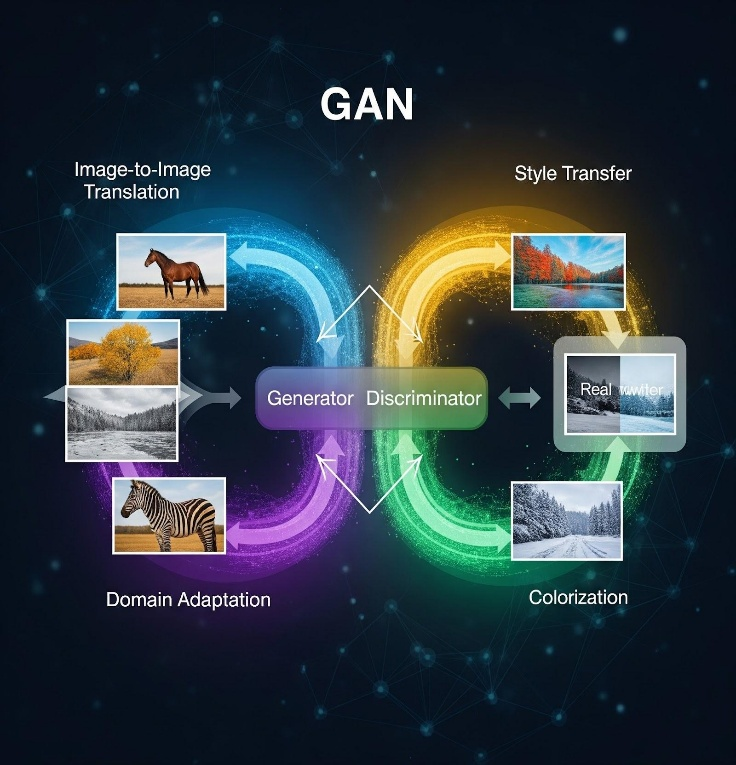 GAN
Image-to-Image
Translation
Style Transfer
Generator Discriminator
Real
Domain Adaptation
Colorization